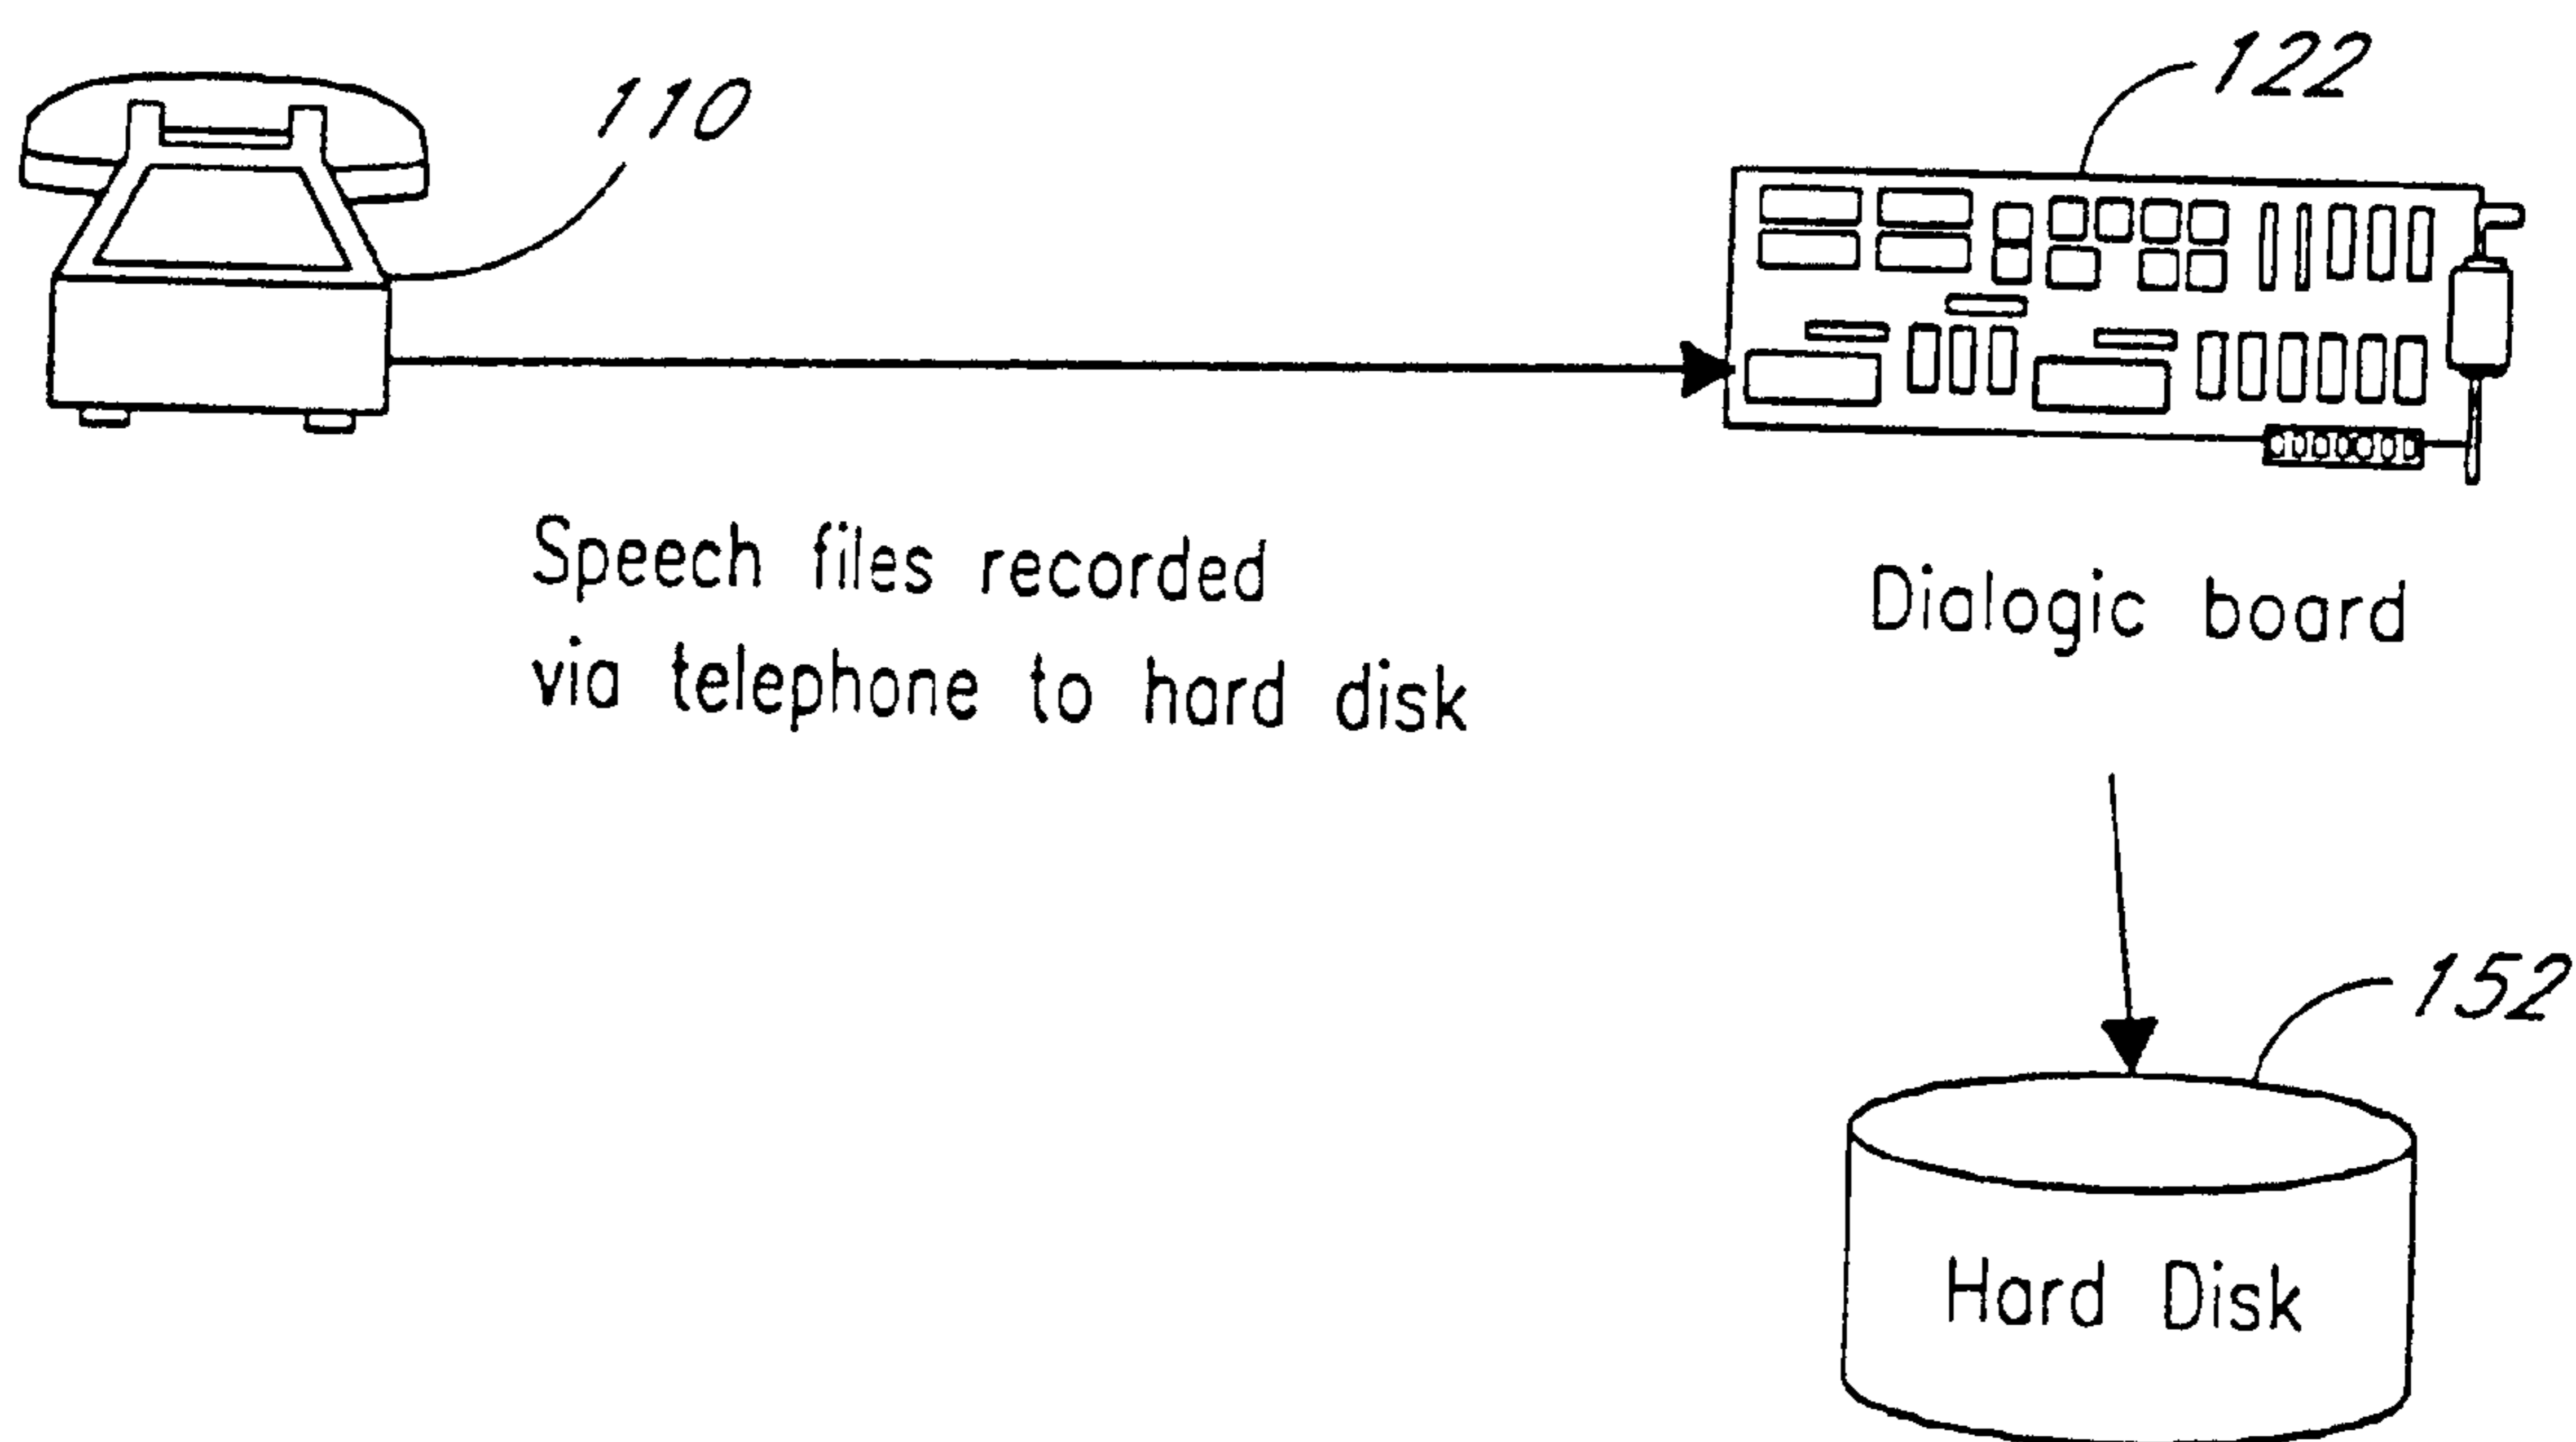 110
122
Speech files recorded
via telephone to hard disk
Dialogic board
152
Hard Disk